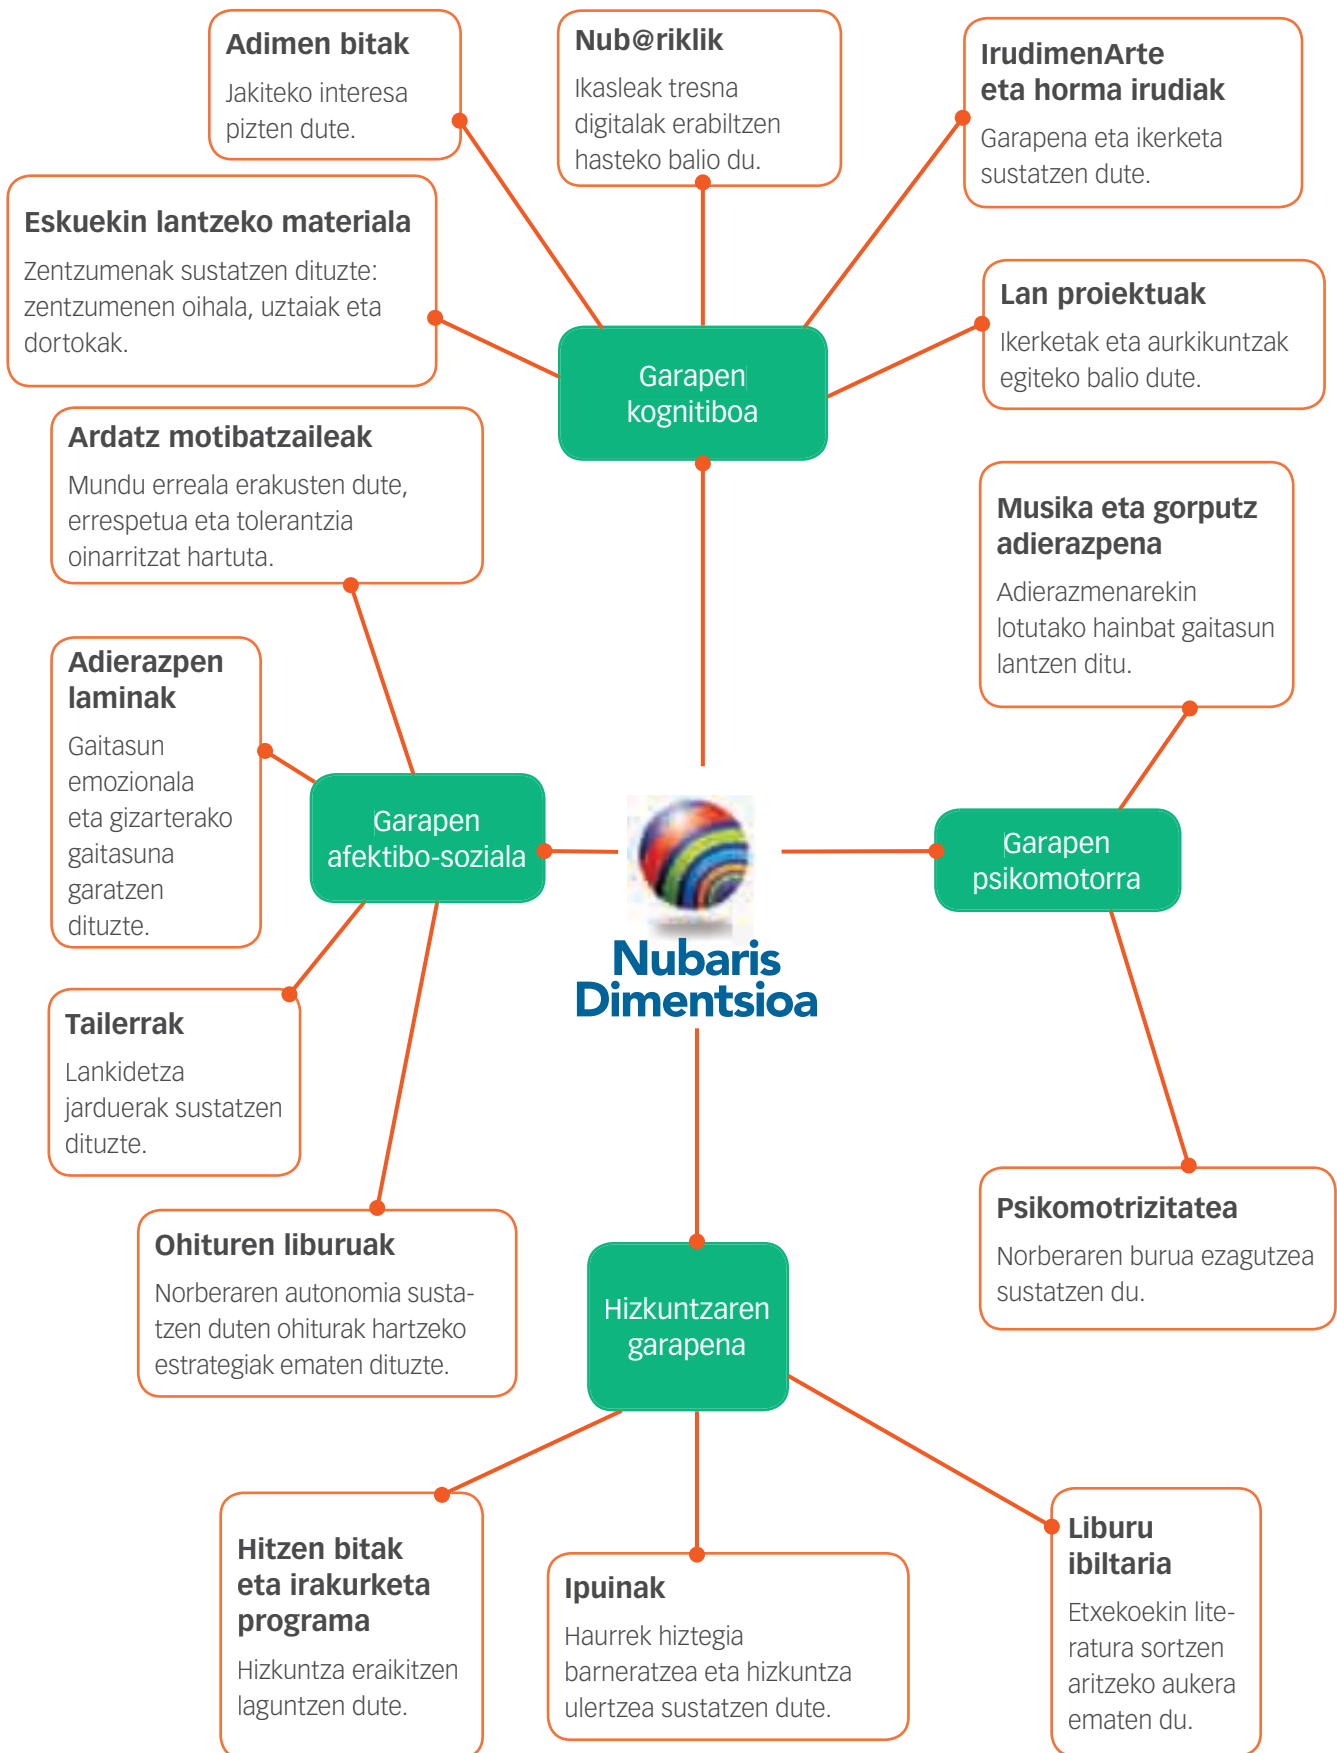 Adimen bitak
Jakiteko interesa
pizten dute.
Nub@riklik
Ikasleak tresna
digitalak erabiltzen
hasteko balio du.
IrudimenArte
eta horma irudiak
Garapena eta ikerketa
sustatzen dute.
Eskuekin lantzeko materiala
Zentzumenak sustatzen dituzte:
zentzumenen oihala, uztaiak eta
dortokak.
Lan proiektuak
Ikerketak eta aurkikuntzak
egiteko balio dute.
Garapen
kognitiboa
Ardatz motibatzaileak
Mundu erreala erakusten dute,
errespetua eta tolerantzia
oinarritzat hartuta.
Musika eta gorputz
adierazpena
Adierazmenarekin
lotutako hainbat gaitasun
lantzen ditu.
Adierazpen
laminak
Gaitasun
emozionala
eta gizarterako
gaitasuna
garatzen
dituzte.
Garapen
afektibo-soziala
Garapen
psikomotorra
Nubaris
Dimentsioa
Tailerrak
Lankidetza
jarduerak sustatzen
dituzte.
Psikomotrizitatea
Norberaren burua ezagutzea
sustatzen du.
Ohituren liburuak
Norberaren autonomia susta-
tzen duten ohiturak hartzeko
estrategiak ematen dituzte.
Hizkuntzaren
garapena
Hitzen bitak
eta irakurketa
programa
Hizkuntza eraikitzen
laguntzen dute.
Ipuinak
Haurrek hiztegia
barneratzea eta hizkuntza
ulertzea sustatzen dute.
Liburu
ibiltaria
Etxekoekin lite-
ratura sortzen
aritzeko aukera
ematen du.